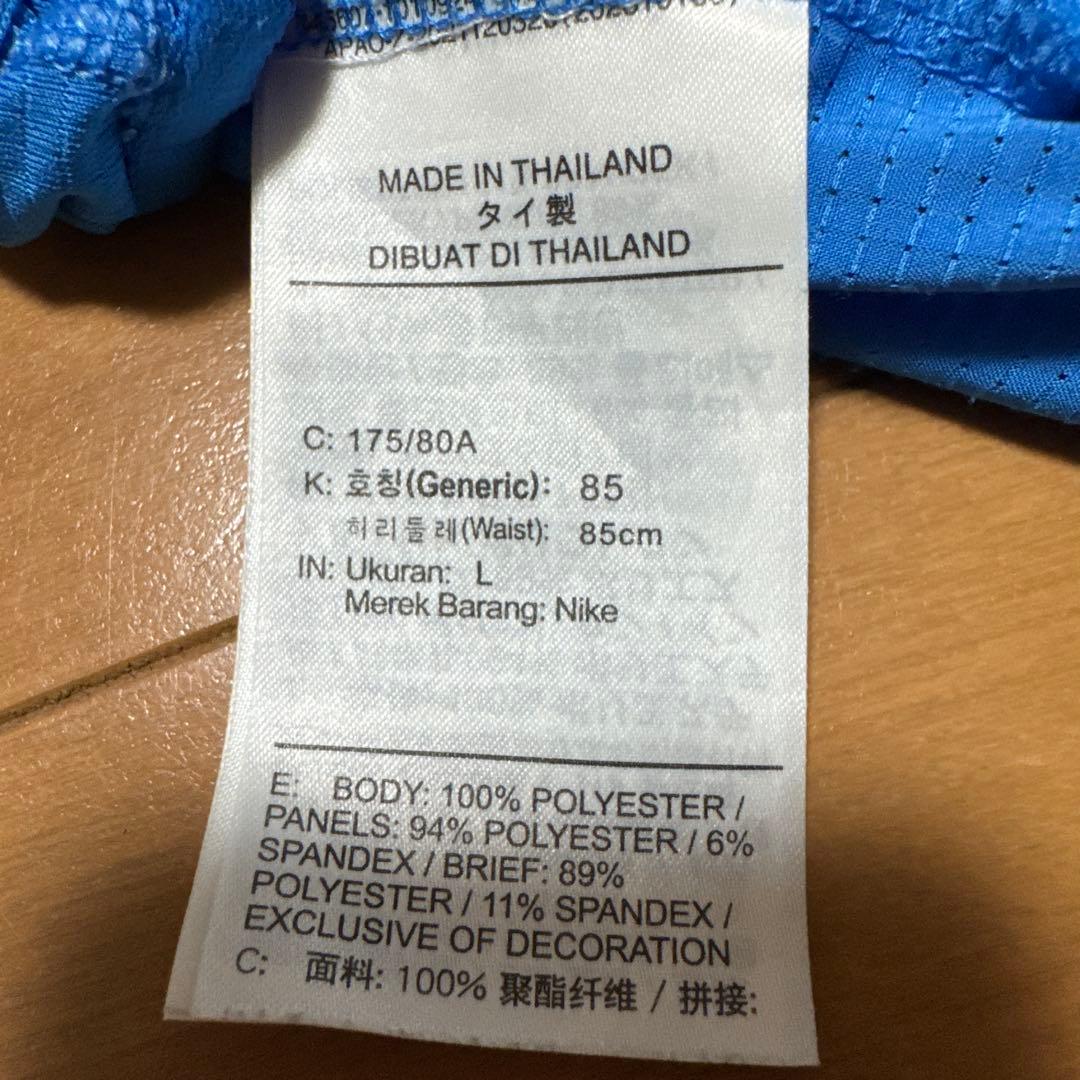 MADE IN THAILAND
タイ製
DIBUAT DI THAILAND
C: 175/80A
K: 호칭(Generic): 85
허리둘레(Waist): 85cm
IN: Ukuran: L
Merek Barang: Nike
E: BODY: 100% POLYESTER /
PANELS: 94% POLYESTER / 6%
SPANDEX / BRIEF: 89%
POLYESTER / 11% SPANDEX /
EXCLUSIVE OF DECORATION
C: 面料: 100% 聚酯纤维 / 拼接: